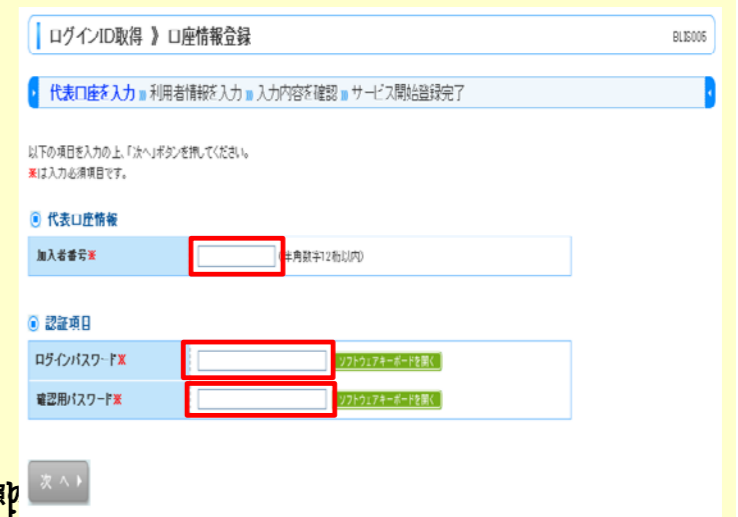 ログインID取得 》 口座情報登録
BLIS005
代表口座を入力 利用者情報を入力 入力内容を確認 サービス開始登録完了
以下の項目を入力の上、「次へ」ボタンを押してください。
※は入力必須項目です。
代表口座情報
加入者番号※
(半角数字12桁以内)
認証項目
ログインパスワード※
ソフトウェアキーボードを開く
確認用パスワード※
ソフトウェアキーボードを開く
次 へ